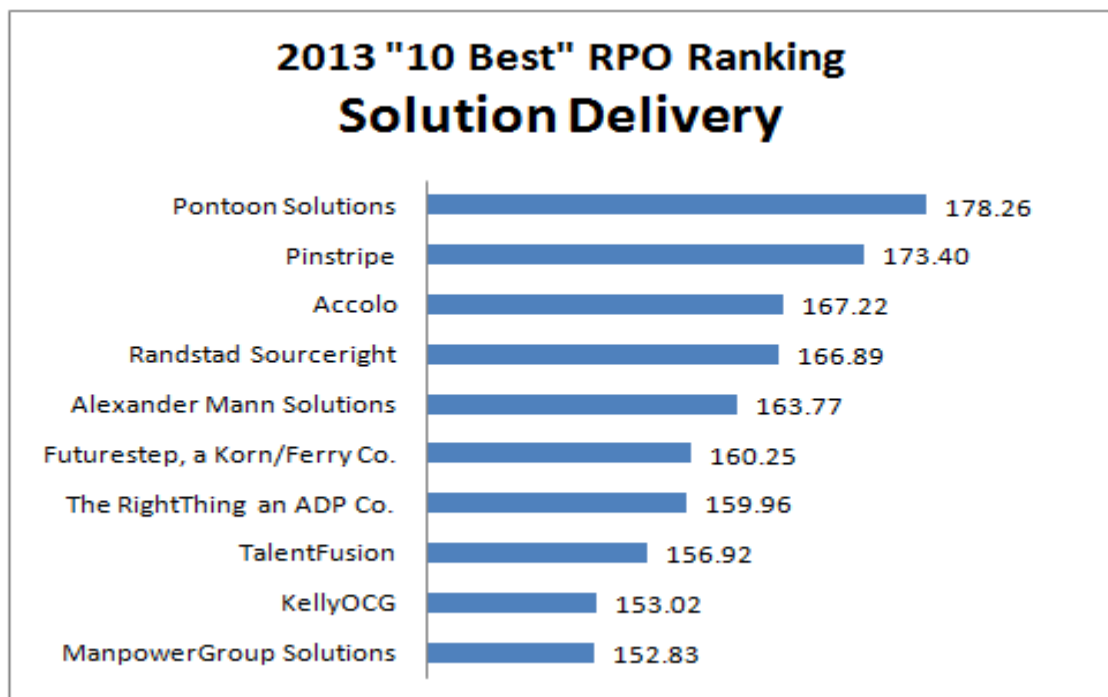 2013 "10 Best" RPO Ranking
Solution Delivery
Pontoon Solutions 178.26
Pinstripe 173.40
Accolo 167.22
Randstad Sourceright 166.89
Alexander Mann Solutions 163.77
Futurestep, a Korn/Ferry Co. 160.25
The RightThing an ADP Co. 159.96
TalentFusion 156.92
KellyOCG 153.02
ManpowerGroup Solutions 152.83